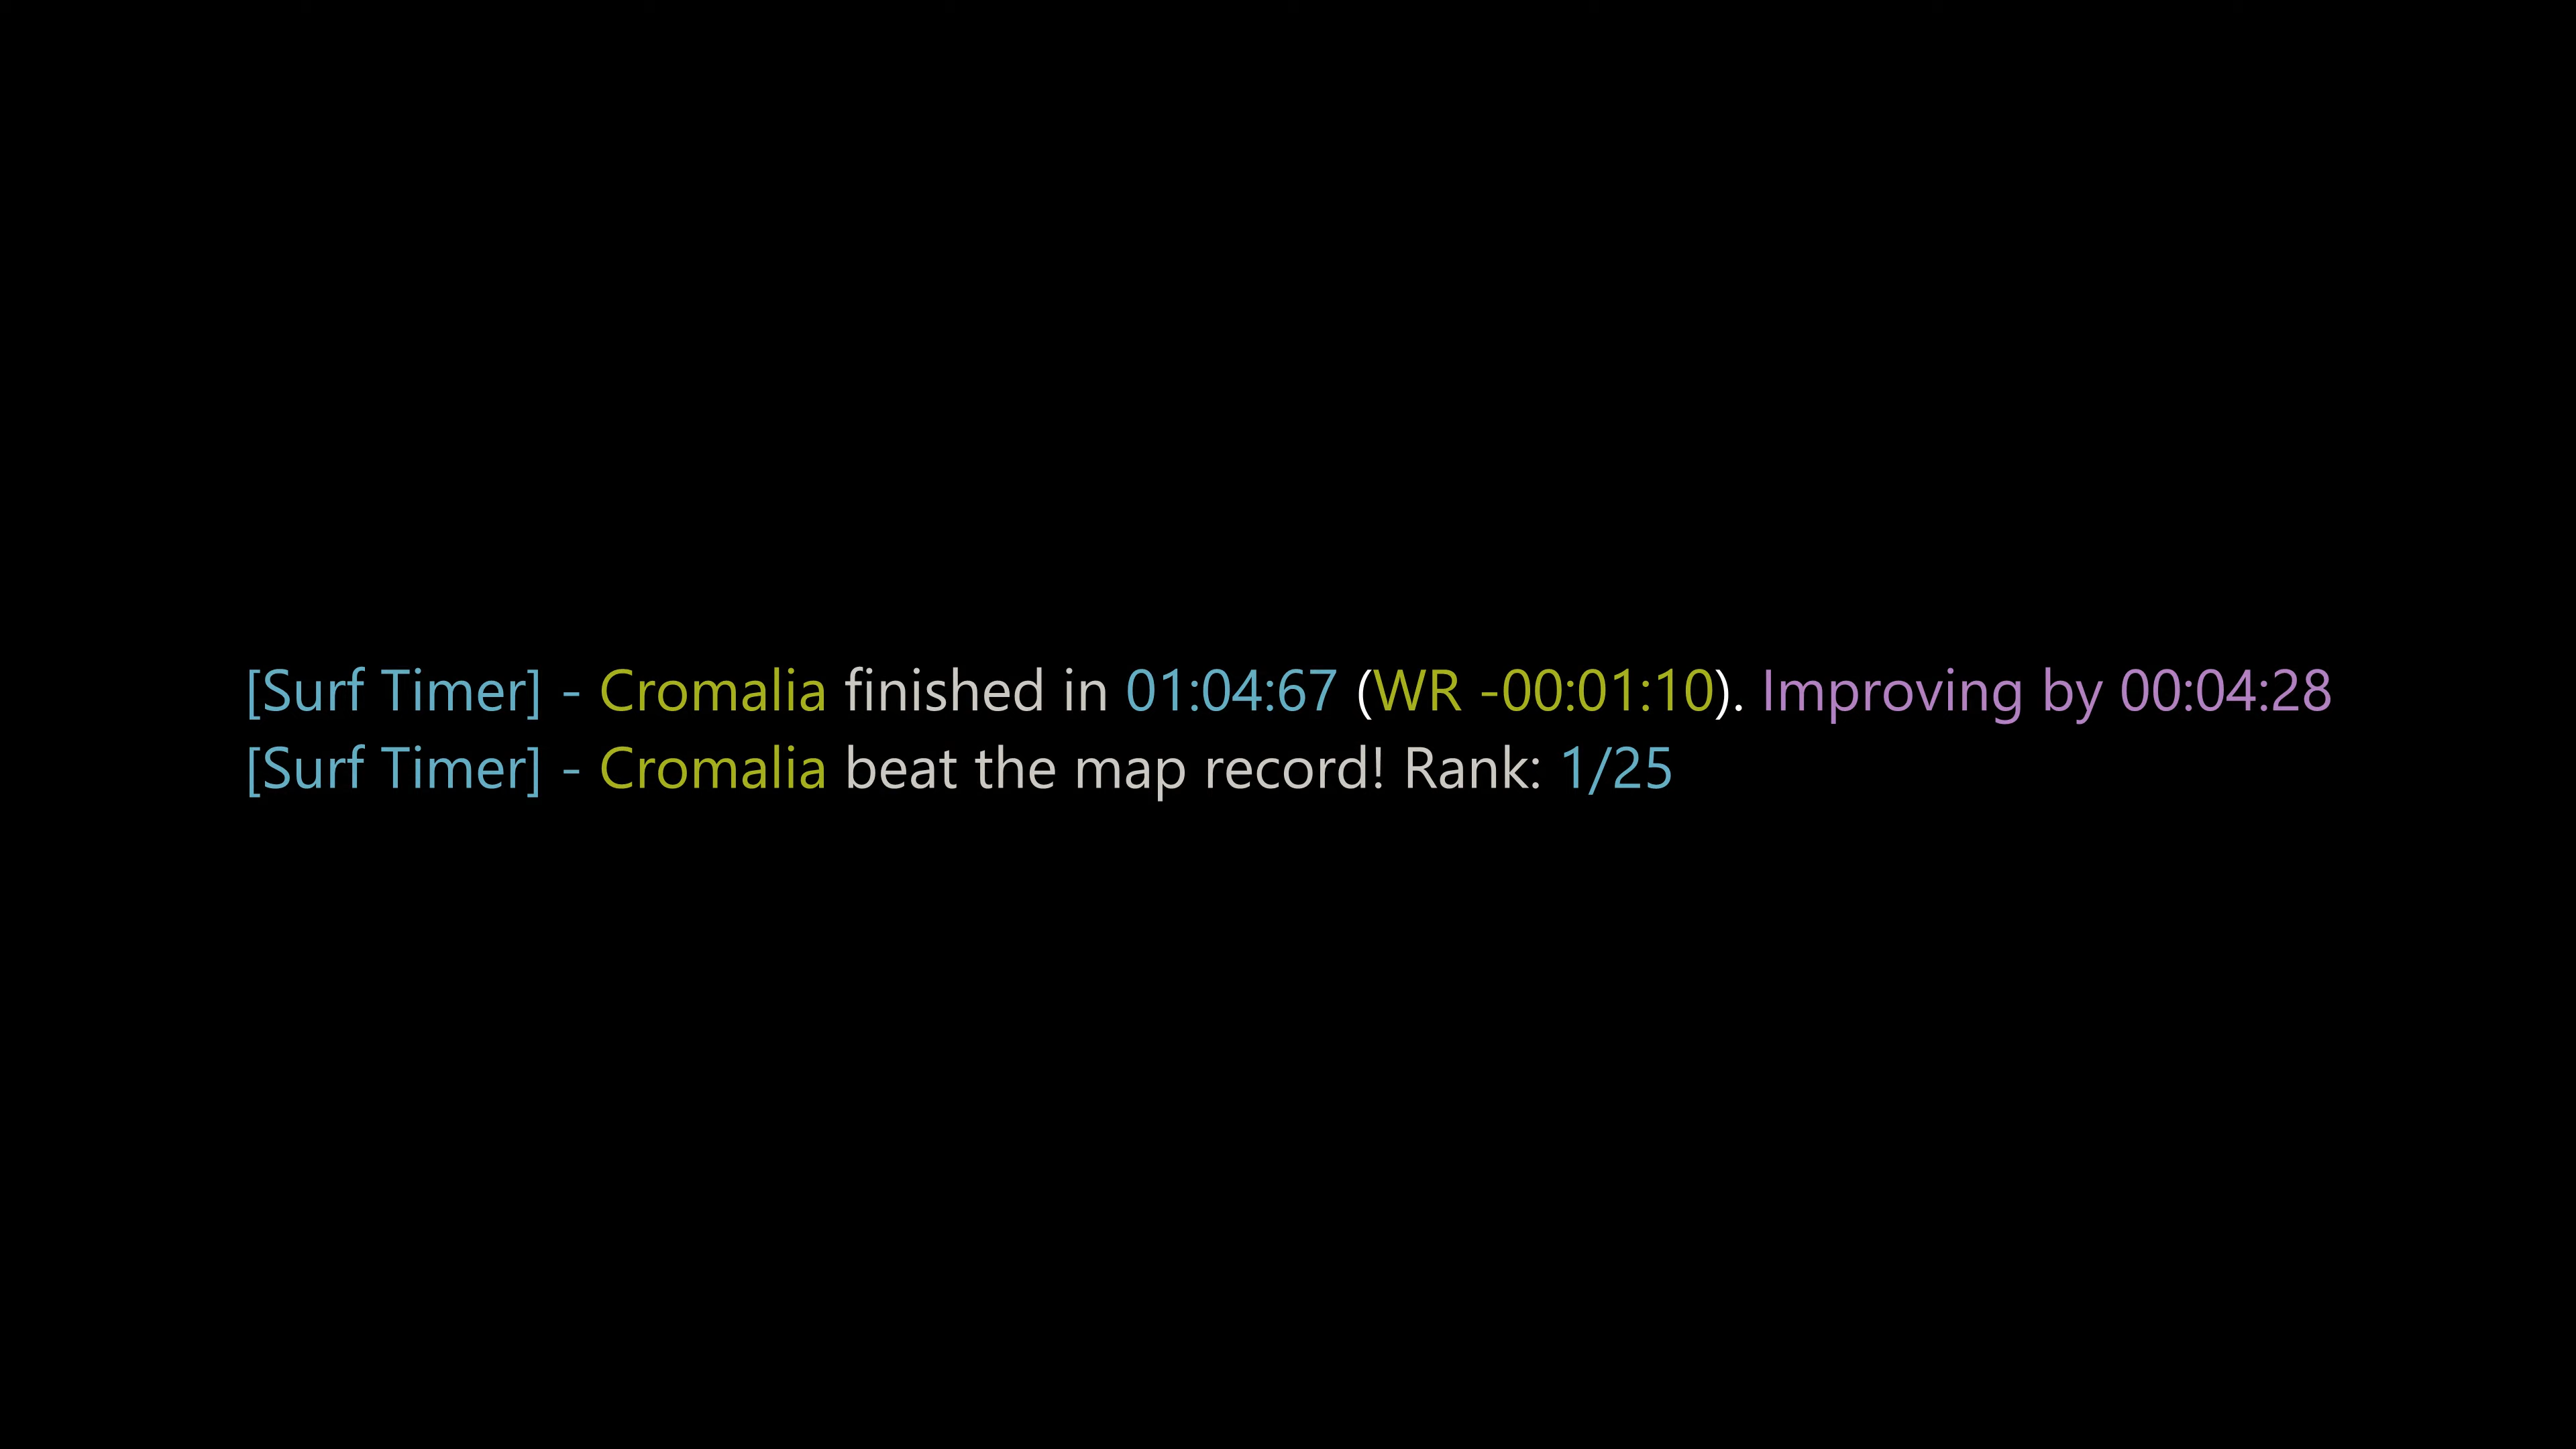 [Surf Timer] - Cromalia finished in 01:04:67 (WR -00:01:10). Improving by 00:04:28
[Surf Timer] - Cromalia beat the map record! Rank: 1/25